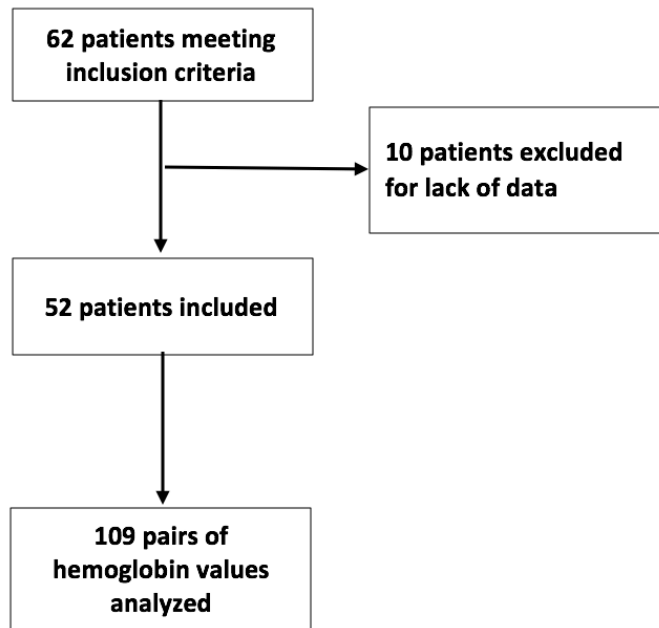 62 patients meeting
inclusion criteria
10 patients excluded
for lack of data
52 patients included
109 pairs of
hemoglobin values
analyzed